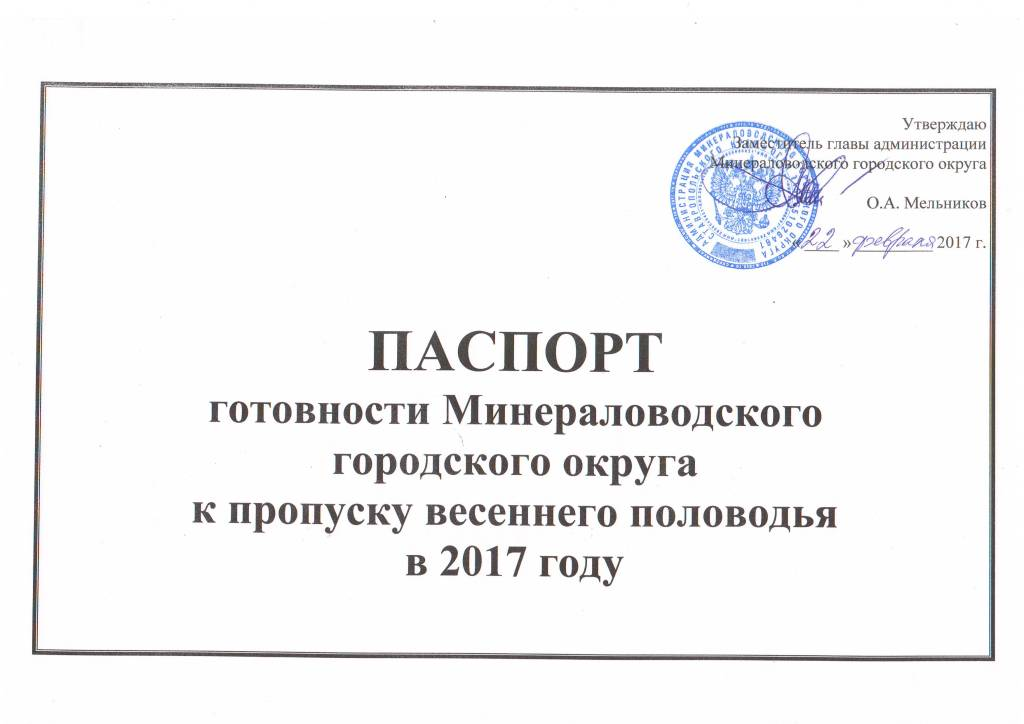 Утверждаю
Заместитель главы администрации
Минераловодского городского округа
О.А. Мельников
« 22 » февраля 2017 г.
ПАСПОРТ
готовности Минераловодского
городского округа
к пропуску весеннего половодья
в 2017 году